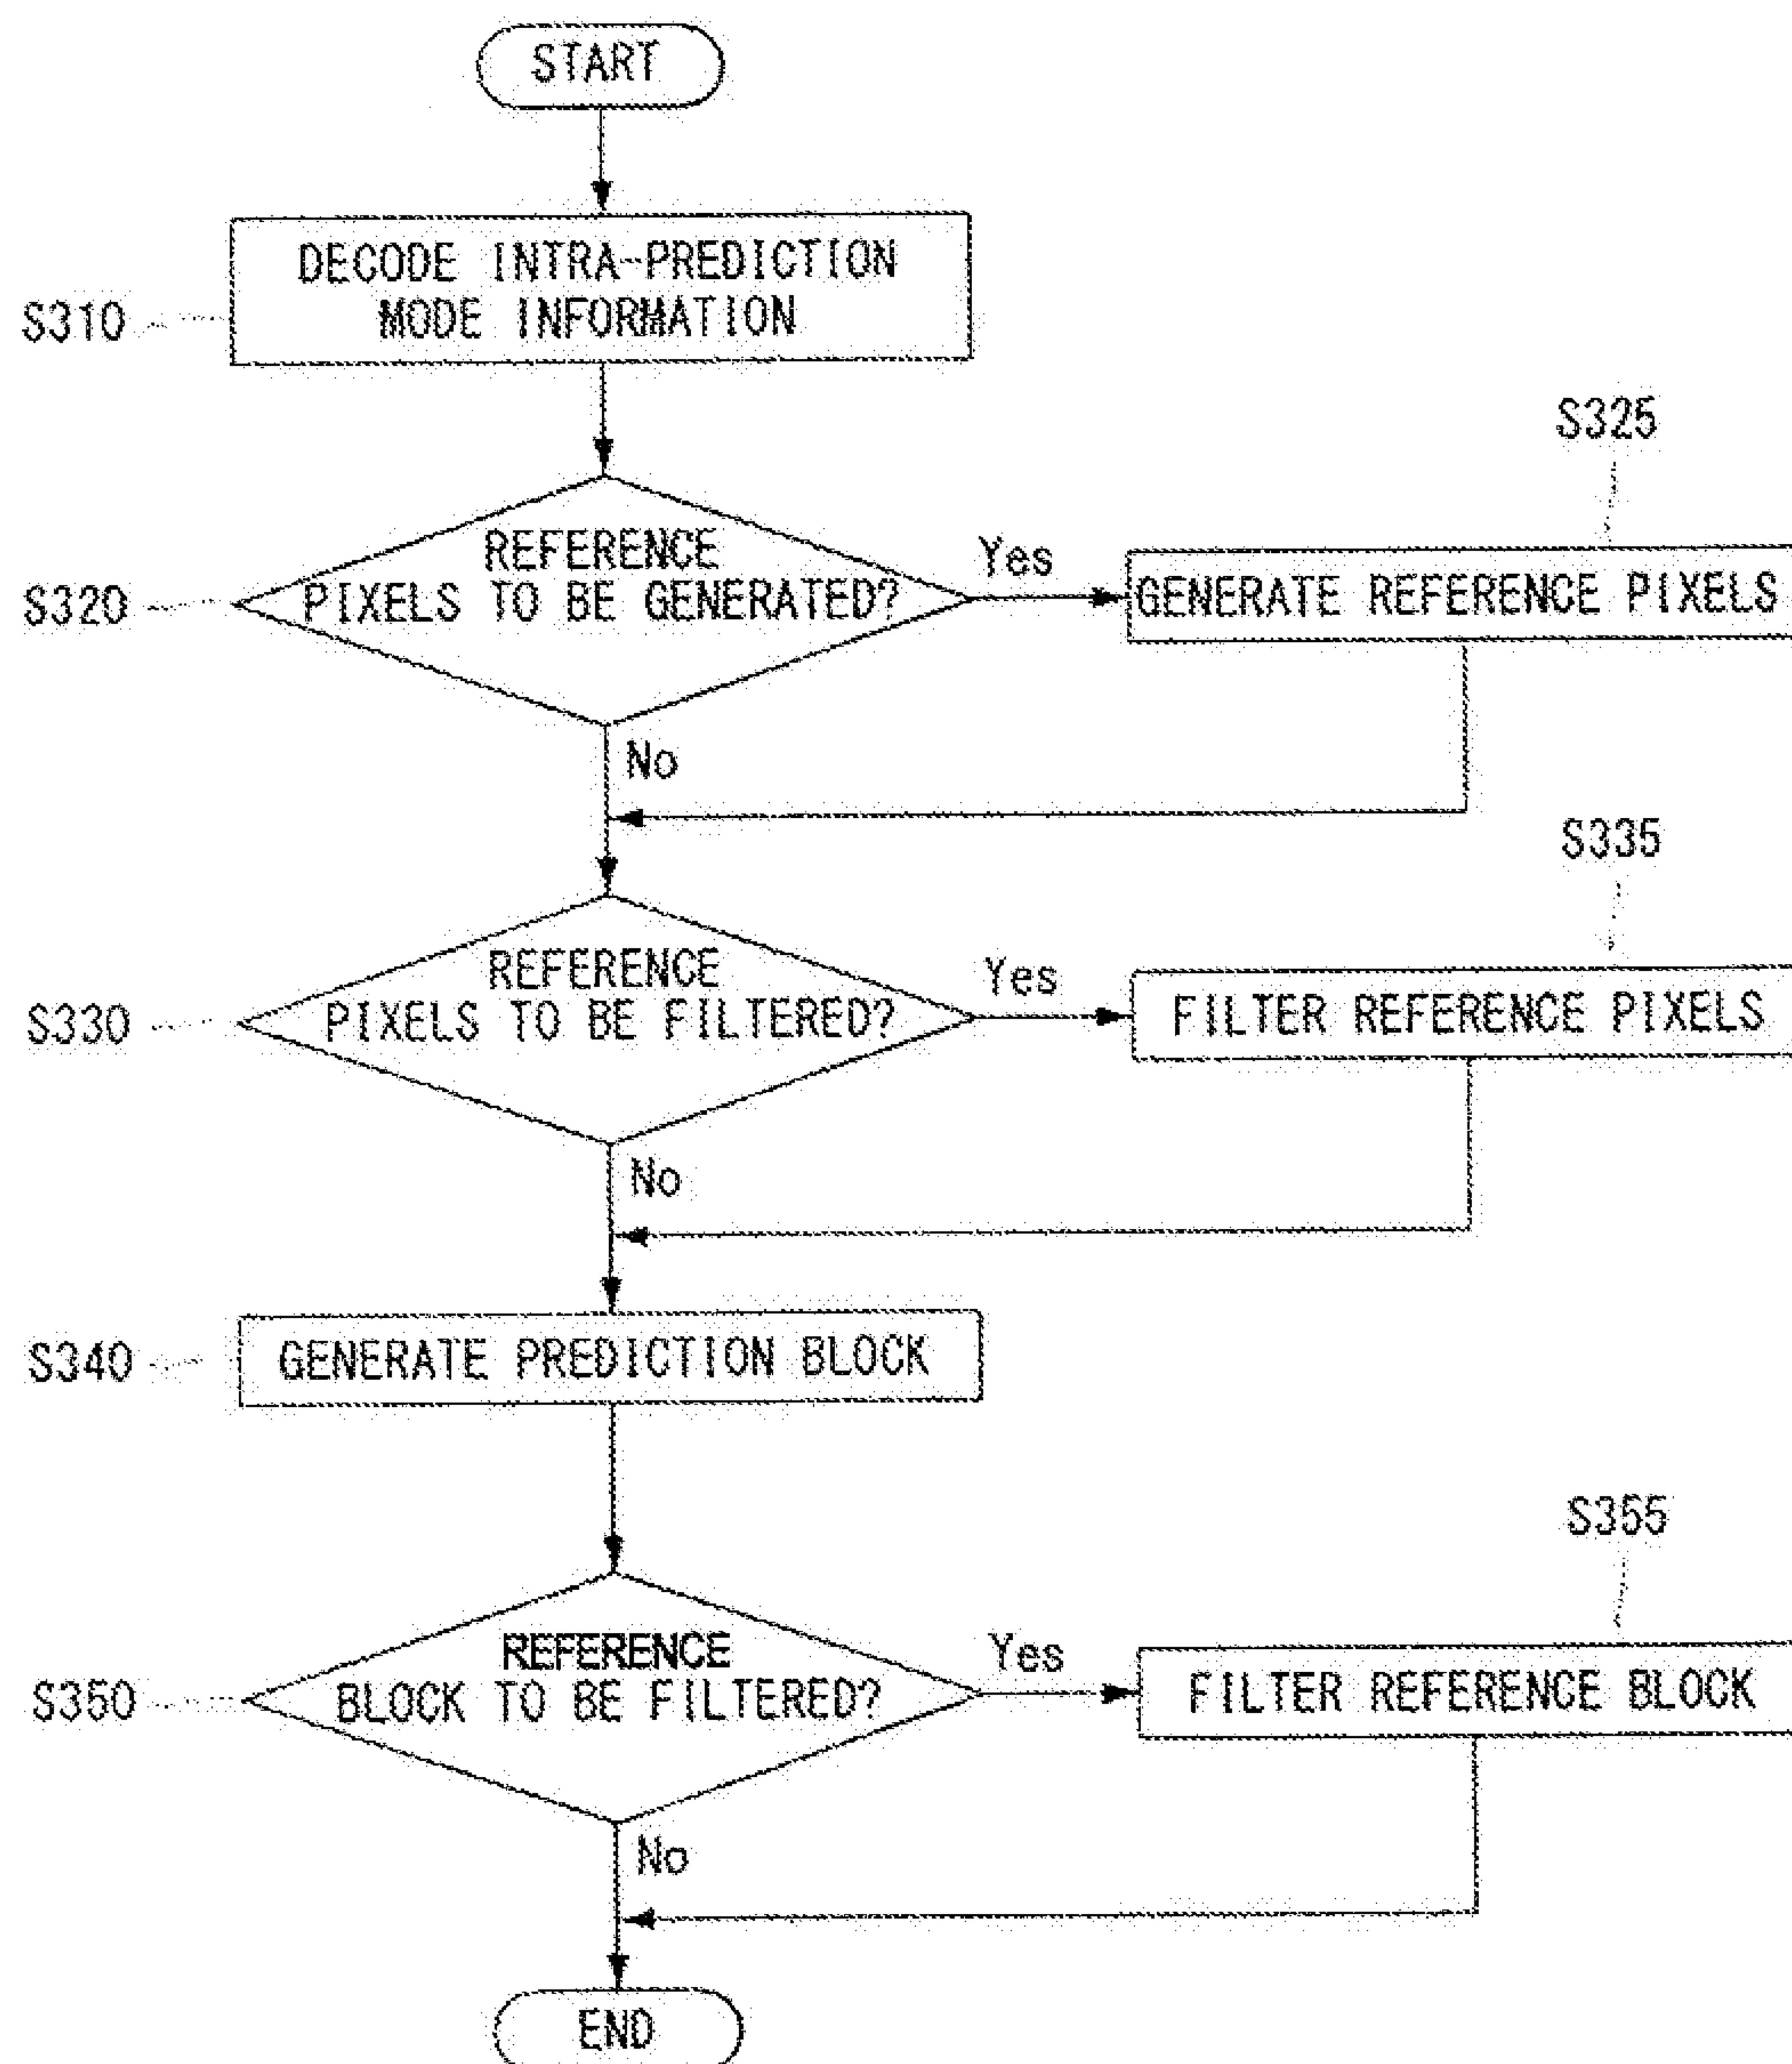 START
DECODE INTRA-PREDICTION
MODE INFORMATION
S310
S325
REFERENCE
PIXELS TO BE GENERATED?
Yes
GENERATE REFERENCE PIXELS
S320
No
S335
REFERENCE
PIXELS TO BE FILTERED?
Yes
FILTER REFERENCE PIXELS
S330
No
GENERATE PREDICTION BLOCK
S340
S355
REFERENCE
BLOCK TO BE FILTERED?
Yes
FILTER REFERENCE BLOCK
S350
No
END